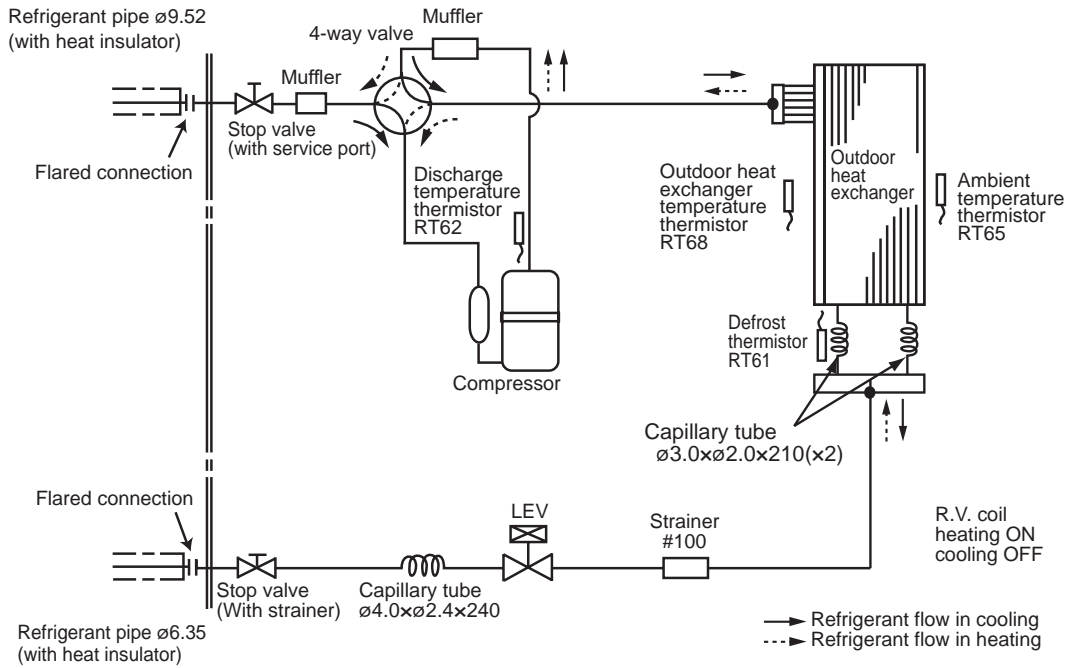 Refrigerant pipe ø9.52
(with heat insulator)
Muffler
4-way valve
Muffler
Stop valve
(with service port)
Flared connection
Discharge
temperature
thermistor
RT62
Outdoor heat
exchanger
temperature
thermistor
RT68
Outdoor
heat
exchanger
Ambient
temperature
thermistor
RT65
Defrost
thermistor
RT61
Compressor
Capillary tube
ø3.0×ø2.0×210(×2)
Flared connection
LEV
Strainer
#100
R.V. coil
heating ON
cooling OFF
Stop valve
(With strainer)
Capillary tube
ø4.0×ø2.4×240
Refrigerant pipe ø6.35
(with heat insulator)
Refrigerant flow in cooling
Refrigerant flow in heating